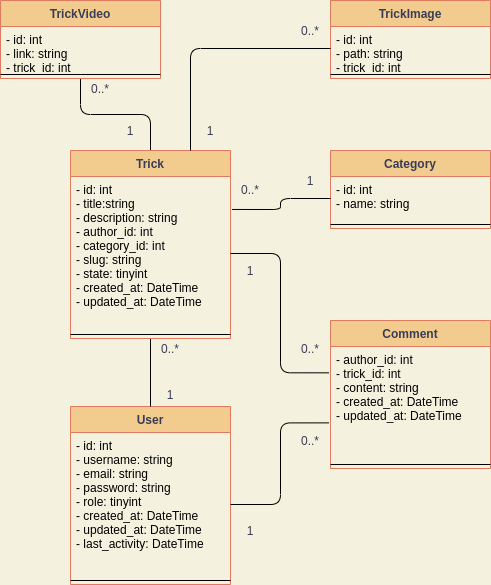 TrickVideo
- id: int
- link: string
- trick_id: int
TrickImage
- id: int
- path: string
- trick_id: int
0..*
0..*
1
1
Trick
- id: int
- title:string
- description: string
- author_id: int
- category_id: int
- slug: string
- state: tinyint
- created_at: DateTime
- updated_at: DateTime
Category
- id: int
- name: string
0..*
1
1
0..*
0..*
1
Comment
- author_id: int
- trick_id: int
- content: string
- created_at: DateTime
- updated_at: DateTime
User
- id: int
- username: string
- email: string
- password: string
- role: tinyint
- created_at: DateTime
- updated_at: DateTime
- last_activity: DateTime
0..*
1